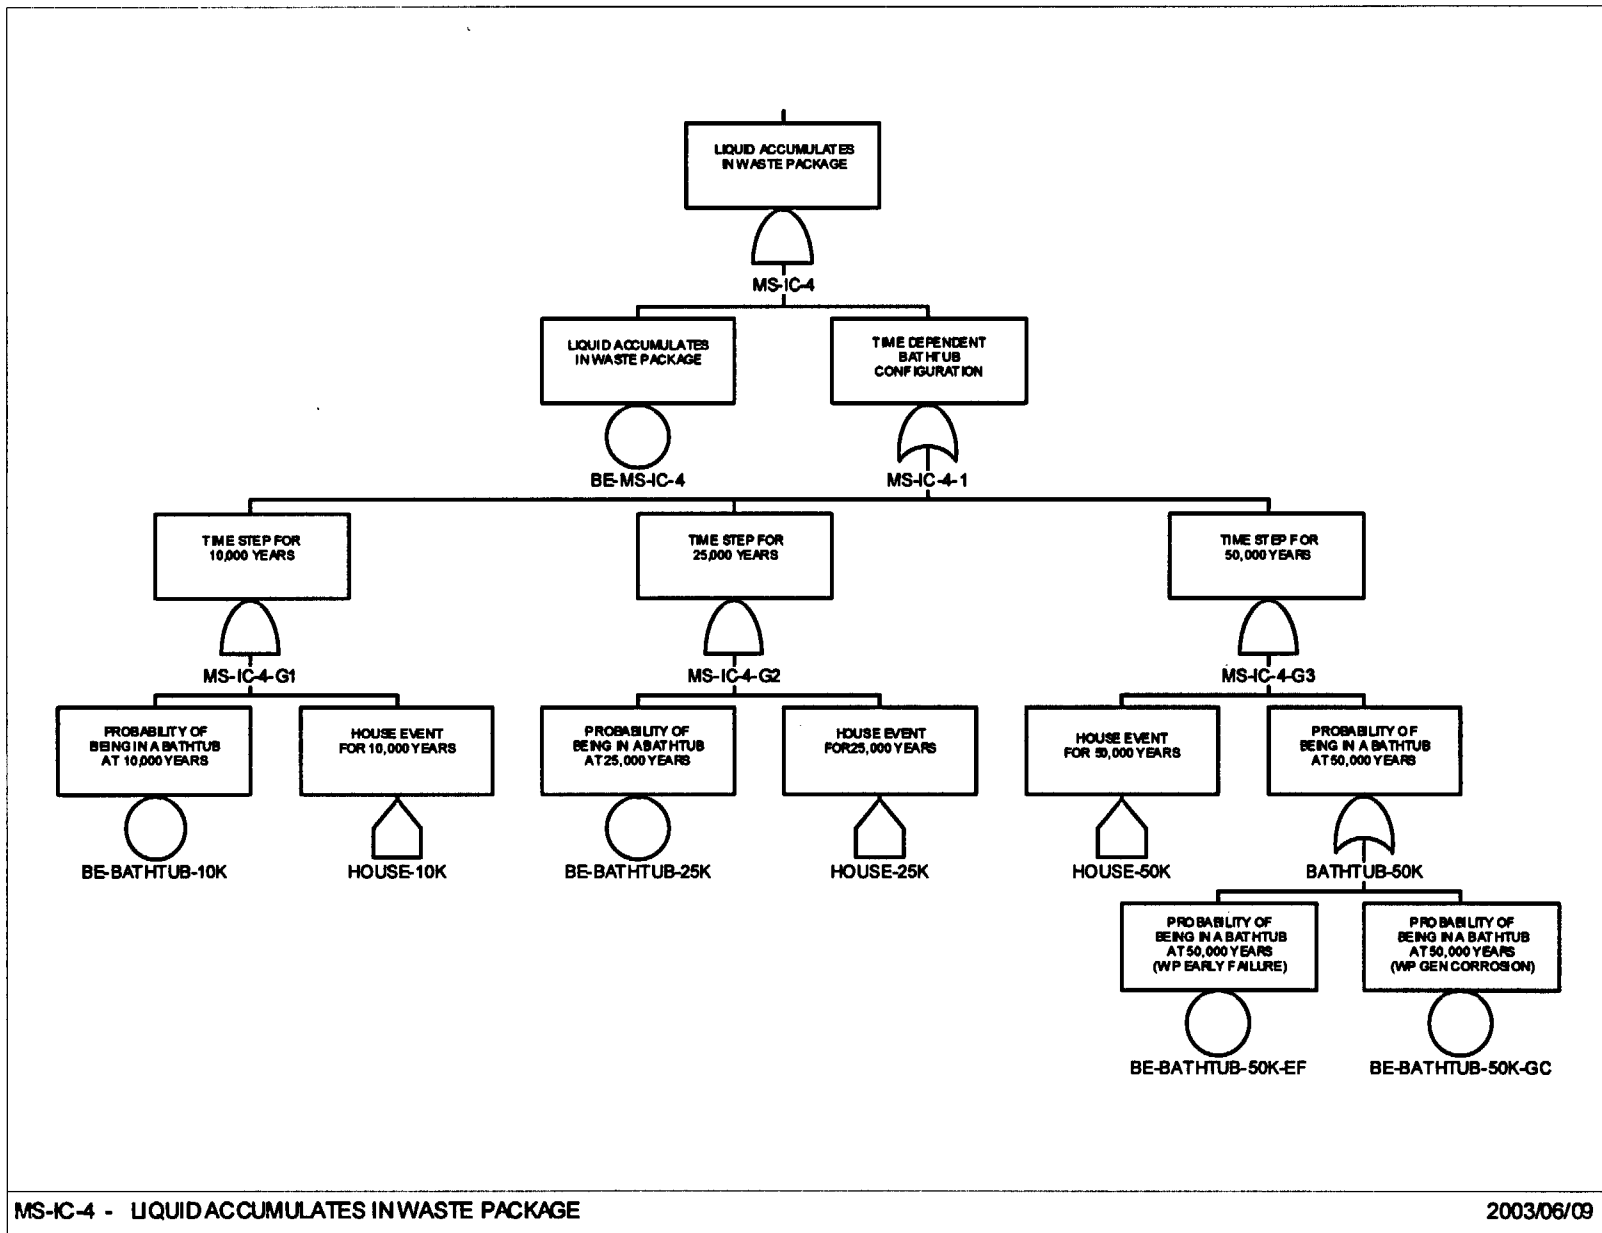 LIQUID ACCUMULATES
IN WASTE PACKAGE
MS-IC-4
LIQUID ACCUMULATES
IN WASTE PACKAGE
TIME DEPENDENT
BATHTUB
CONFIGURATION
BE-MS-IC-4
MS-IC-4-1
TIME STEP FOR
10,000 YEARS
TIME STEP FOR
25,000 YEARS
TIME STEP FOR
50,000 YEARS
MS-IC-4-G1
MS-IC-4-G2
MS-IC-4-G3
PROBABILITY OF
BEING IN A BATHTUB
AT 10,000 YEARS
HOUSE EVENT
FOR 10,000 YEARS
PROBABILITY OF
BEING IN A BATHTUB
AT 25,000 YEARS
HOUSE EVENT
FOR 25,000 YEARS
HOUSE EVENT
FOR 50,000 YEARS
PROBABILITY OF
BEING IN A BATHTUB
AT 50,000 YEARS
BE-BATHTUB-10K
HOUSE-10K
BE-BATHTUB-25K
HOUSE-25K
HOUSE-50K
BATHTUB-50K
PROBABILITY OF
BEING IN A BATHTUB
AT 50,000 YEARS
(WP EARLY FAILURE)
PROBABILITY OF
BEING IN A BATHTUB
AT 50,000 YEARS
(WP GEN CORROSION)
BE-BATHTUB-50K-EF
BE-BATHTUB-50K-GC
MS-IC-4 - LIQUID ACCUMULATES IN WASTE PACKAGE
2003/06/09